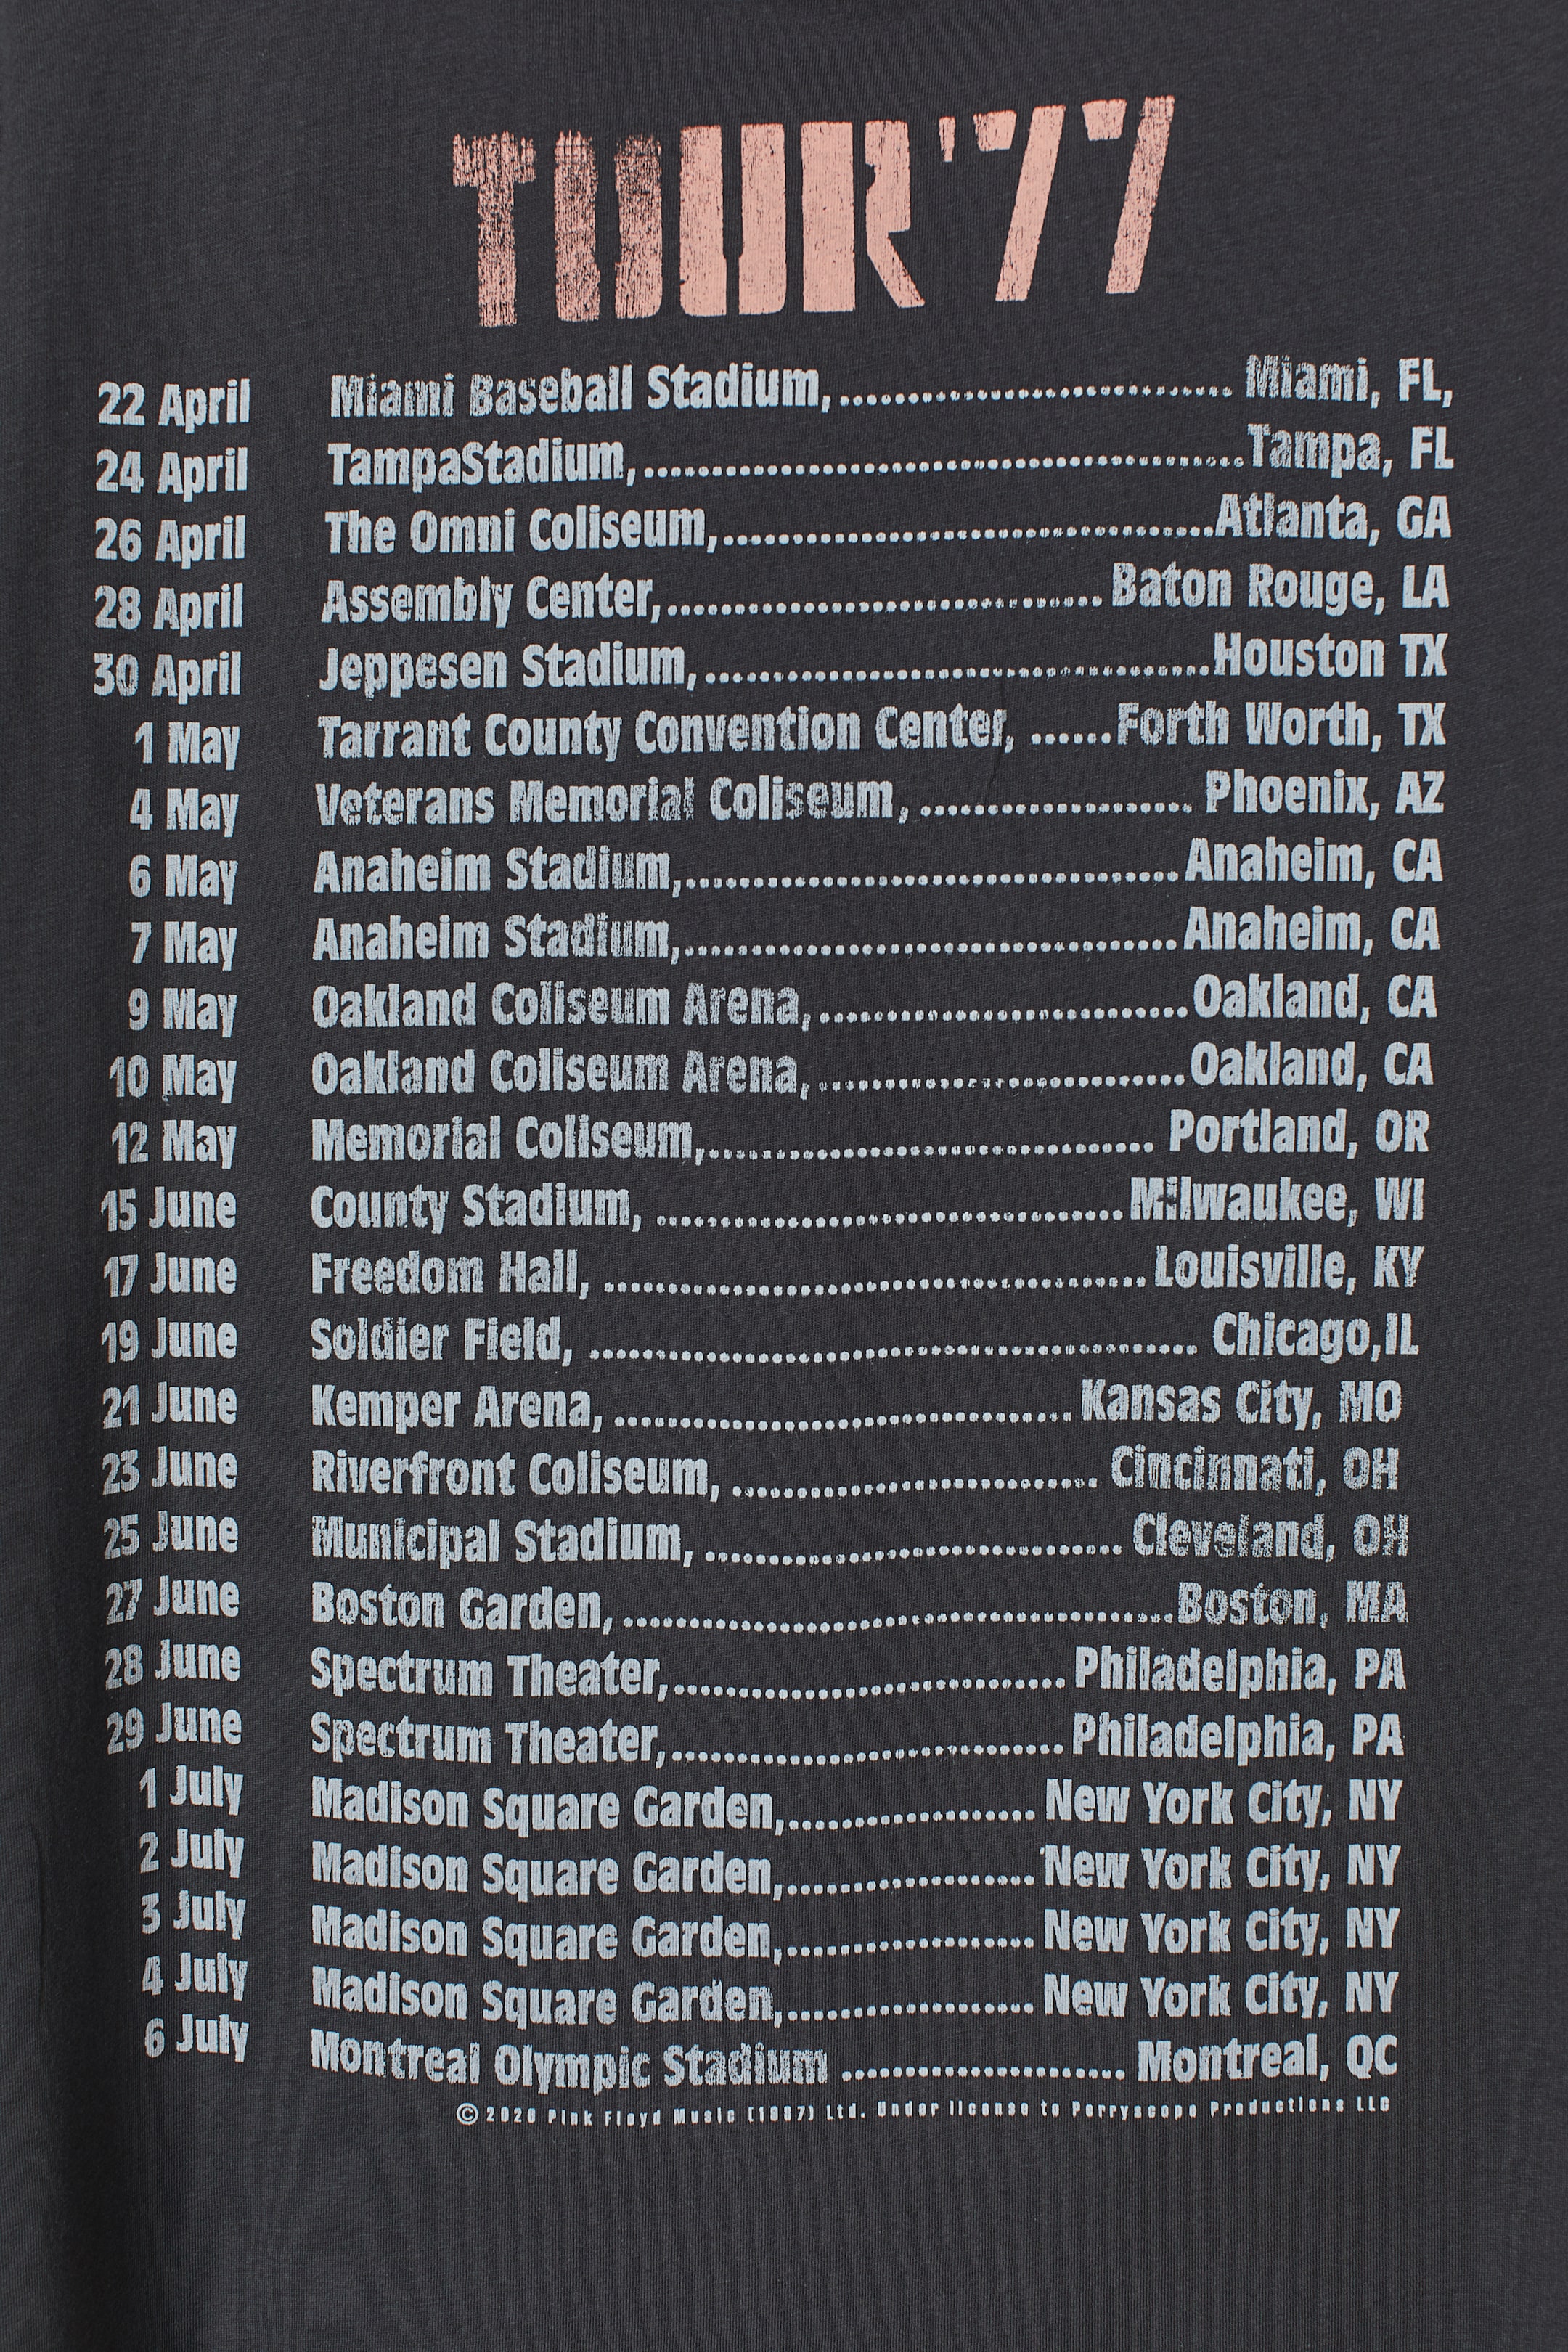 TOUR '77
22 April Miami Baseball Stadium,.............................. Miami, FL,
24 April TampaStadium,.............................................Tampa, FL
26 April The Omni Coliseum,.....................................Atlanta, GA
28 April Assembly Center,................................. Baton Rouge, LA
30 April Jeppesen Stadium,......................................Houston TX
1 May Tarrant County Convention Center, ......Forth Worth, TX
4 May Veterans Memorial Coliseum, ..................... Phoenix, AZ
6 May Anaheim Stadium,.....................................Anaheim, CA
7 May Anaheim Stadium,.....................................Anaheim, CA
9 May Oakland Coliseum Arena,............................Oakland, CA
10 May Oakland Coliseum Arena,............................Oakland, CA
12 May Memorial Coliseum,.................................. Portland, OR
15 June County Stadium, ...................................Milwaukee, WI
17 June Freedom Hall, .........................................Louisville, KY
19 June Soldier Field, .............................................. Chicago,IL
21 June Kemper Arena, ...................................Kansas City, MO
23 June Riverfront Coliseum, ............................ Cincinnati, OH
25 June Municipal Stadium, ................................ Cleveland, OH
27 June Boston Garden, ..........................................Boston, MA
28 June Spectrum Theater,.............................. Philadelphia, PA
29 June Spectrum Theater,.............................. Philadelphia, PA
1 July Madison Square Garden,................... New York City, NY
2 July Madison Square Garden,................... New York City, NY
3 July Madison Square Garden,................... New York City, NY
4 July Madison Square Garden,................... New York City, NY
6 July Montreal Olympic Stadium ...................... Montreal, QC
© 2020 Pink Floyd Music (1987) Ltd. Under license to Perryscope Productions LLC